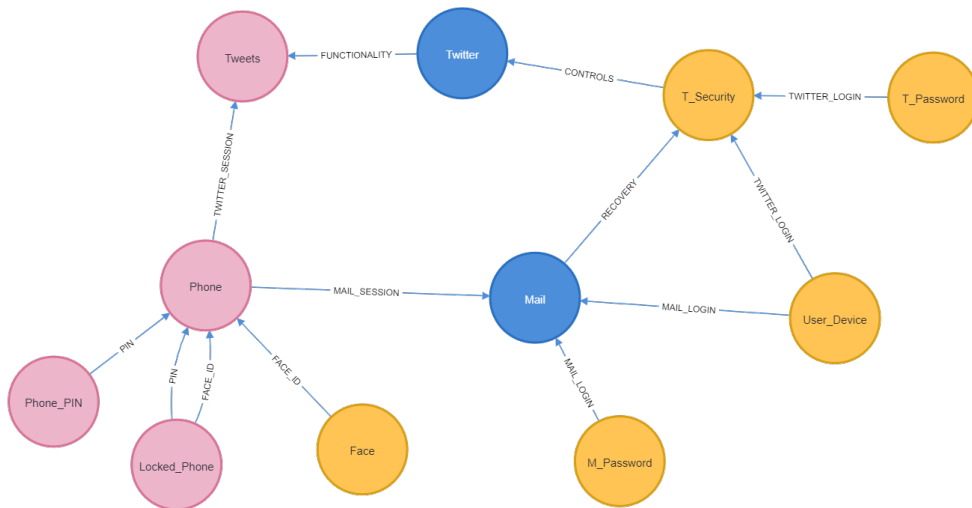 Tweets
FUNCTIONALITY
Twitter
CONTROLS
T_Security
TWITTER_LOGIN
T_Password
TWITTER_SESSION
RECOVERY
TWITTER_LOGIN
Phone
MAIL_SESSION
Mail
MAIL_LOGIN
User_Device
PIN
PIN
FACE_ID
FACE_ID
MAIL_LOGIN
Phone_PIN
Locked_Phone
Face
M_Password